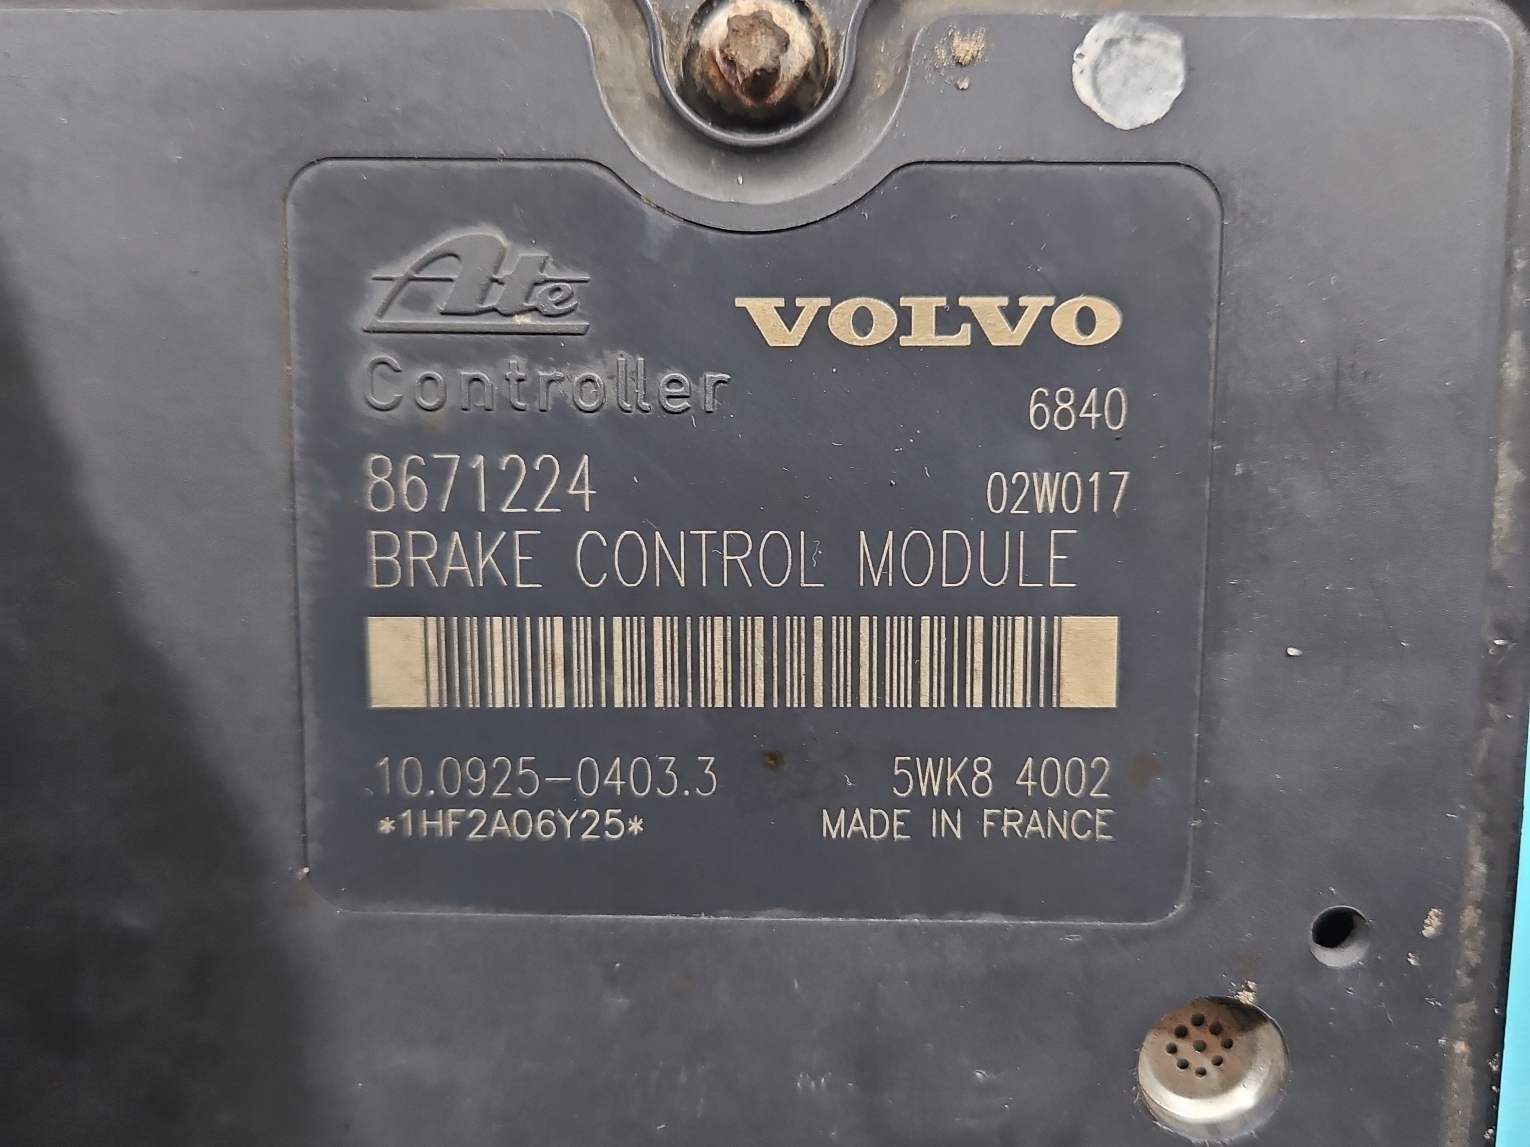 Ate
VOLVO
Controller
6840
8671224
02W017
BRAKE CONTROL MODULE
10.0925-0403.3
5WK8 4002
*1HF2A06Y25*
MADE IN FRANCE